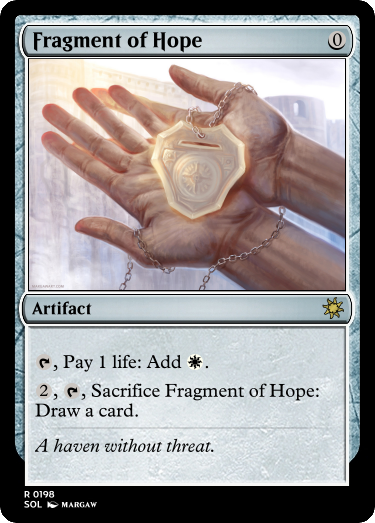 Fragment of Hope 0
Artifact
, Pay 1 life: Add .
2 , , Sacrifice Fragment of Hope:
Draw a card.
A haven without threat.
R 0198
SOL MARGAW